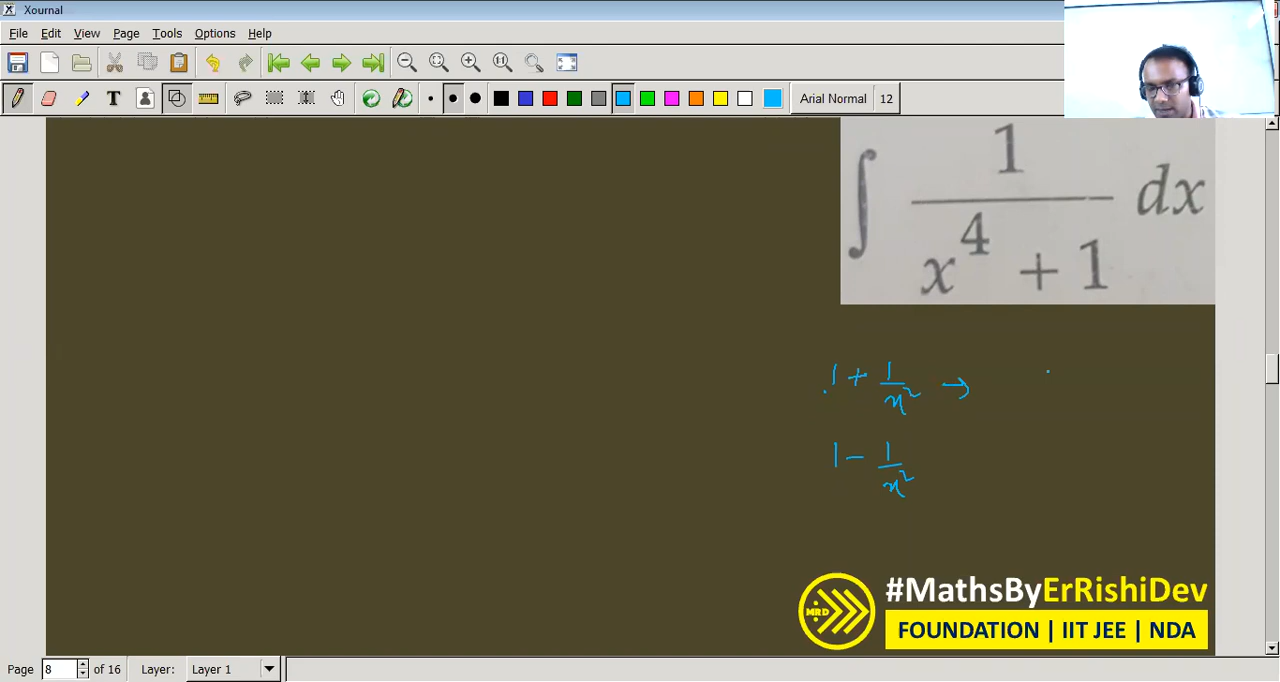 Xournal
File Edit View Page Tools Options Help
Arial Normal 12
∫ 1/(x⁴ + 1) dx
1 + 1/x² →
1 - 1/x²
MRD
#MathsByErRishiDev
FOUNDATION | IIT JEE | NDA
Page 8 of 16 Layer: Layer 1